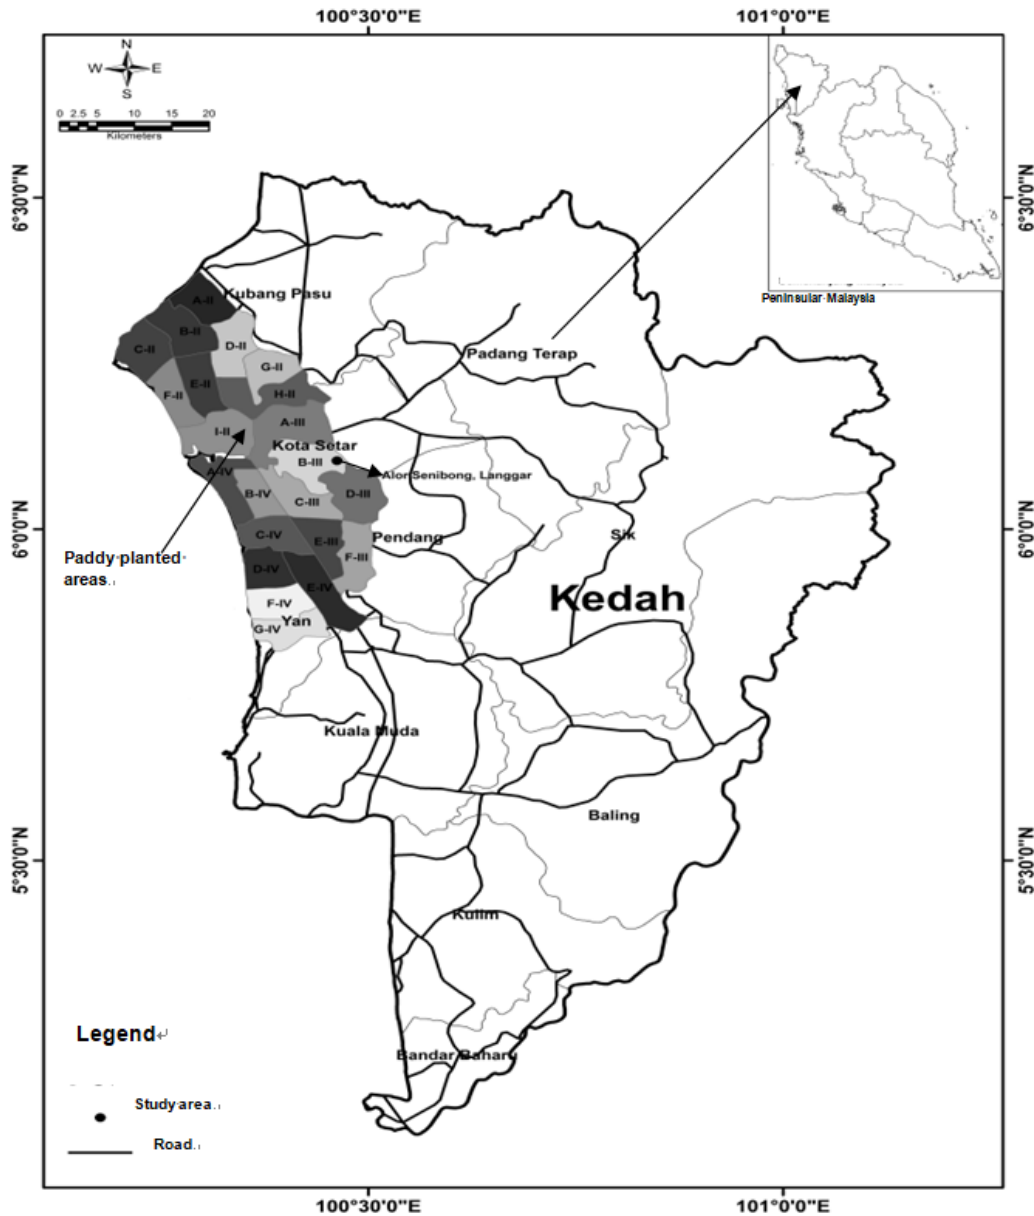 100°30'0"E 101°0'0"E
N
W E
S
0 2.5 5 10 15 20
Kilometers
6°30'0"N 6°30'0"N
Peninsular Malaysia
Kubang Pasu
A-II
B-II
C-II
D-II
G-II
Padang Terap
E-II
F-II
H-II
I-II
A-III
Kota Setar
B-III
A-IV
Alor Senibong, Langgar
B-IV
C-III
D-III
6°0'0"N 6°0'0"N
C-IV
E-III
Pendang
Sik
F-III
Paddy planted
areas.
D-IV
E-IV
Kedah
F-IV
G-IV
Yan
Kuala Muda
Baling
5°30'0"N 5°30'0"N
Kulim
Bandar Baharu
Legend
Study area.
Road.
100°30'0"E 101°0'0"E